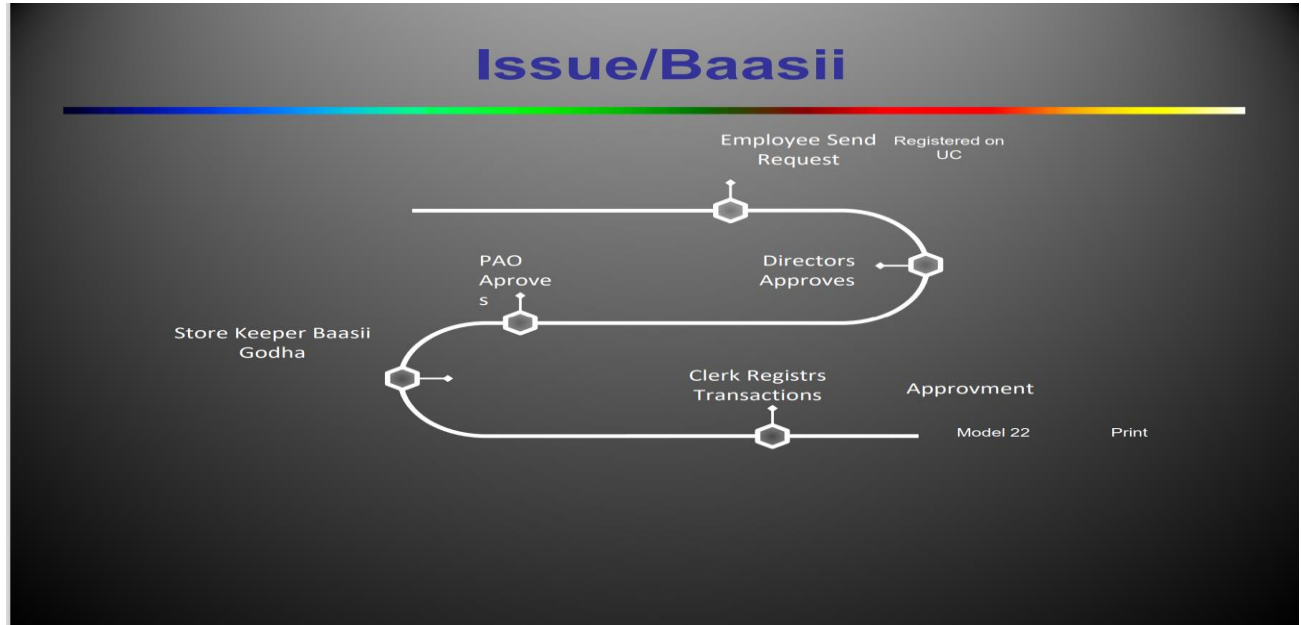 Issue/Baasii
Employee Send
Request
Registered on
UC
Directors
Approves
PAO
Aprove
s
Store Keeper Baasii
Godha
Clerk Registrs
Transactions
Approvment
Model 22
Print